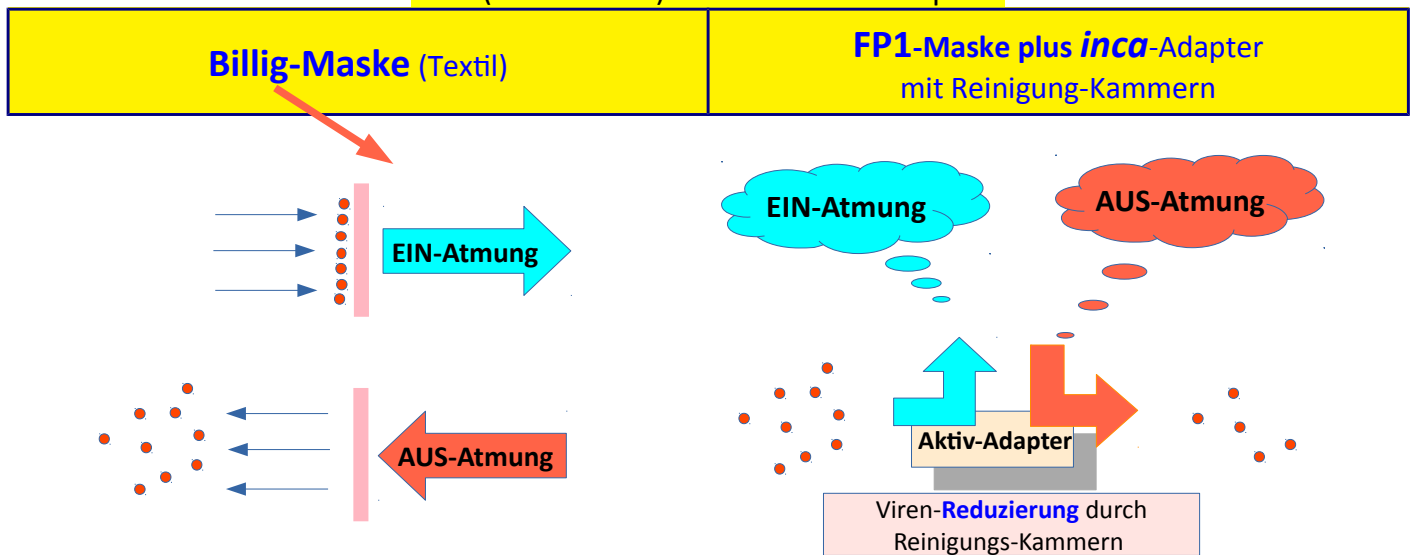 Billig-Maske (Textil)
FP1-Maske plus inca-Adapter
mit Reinigung-Kammern
EIN-Atmung
AUS-Atmung
EIN-Atmung
AUS-Atmung
Aktiv-Adapter
Viren-Reduzierung durch
Reinigungs-Kammern